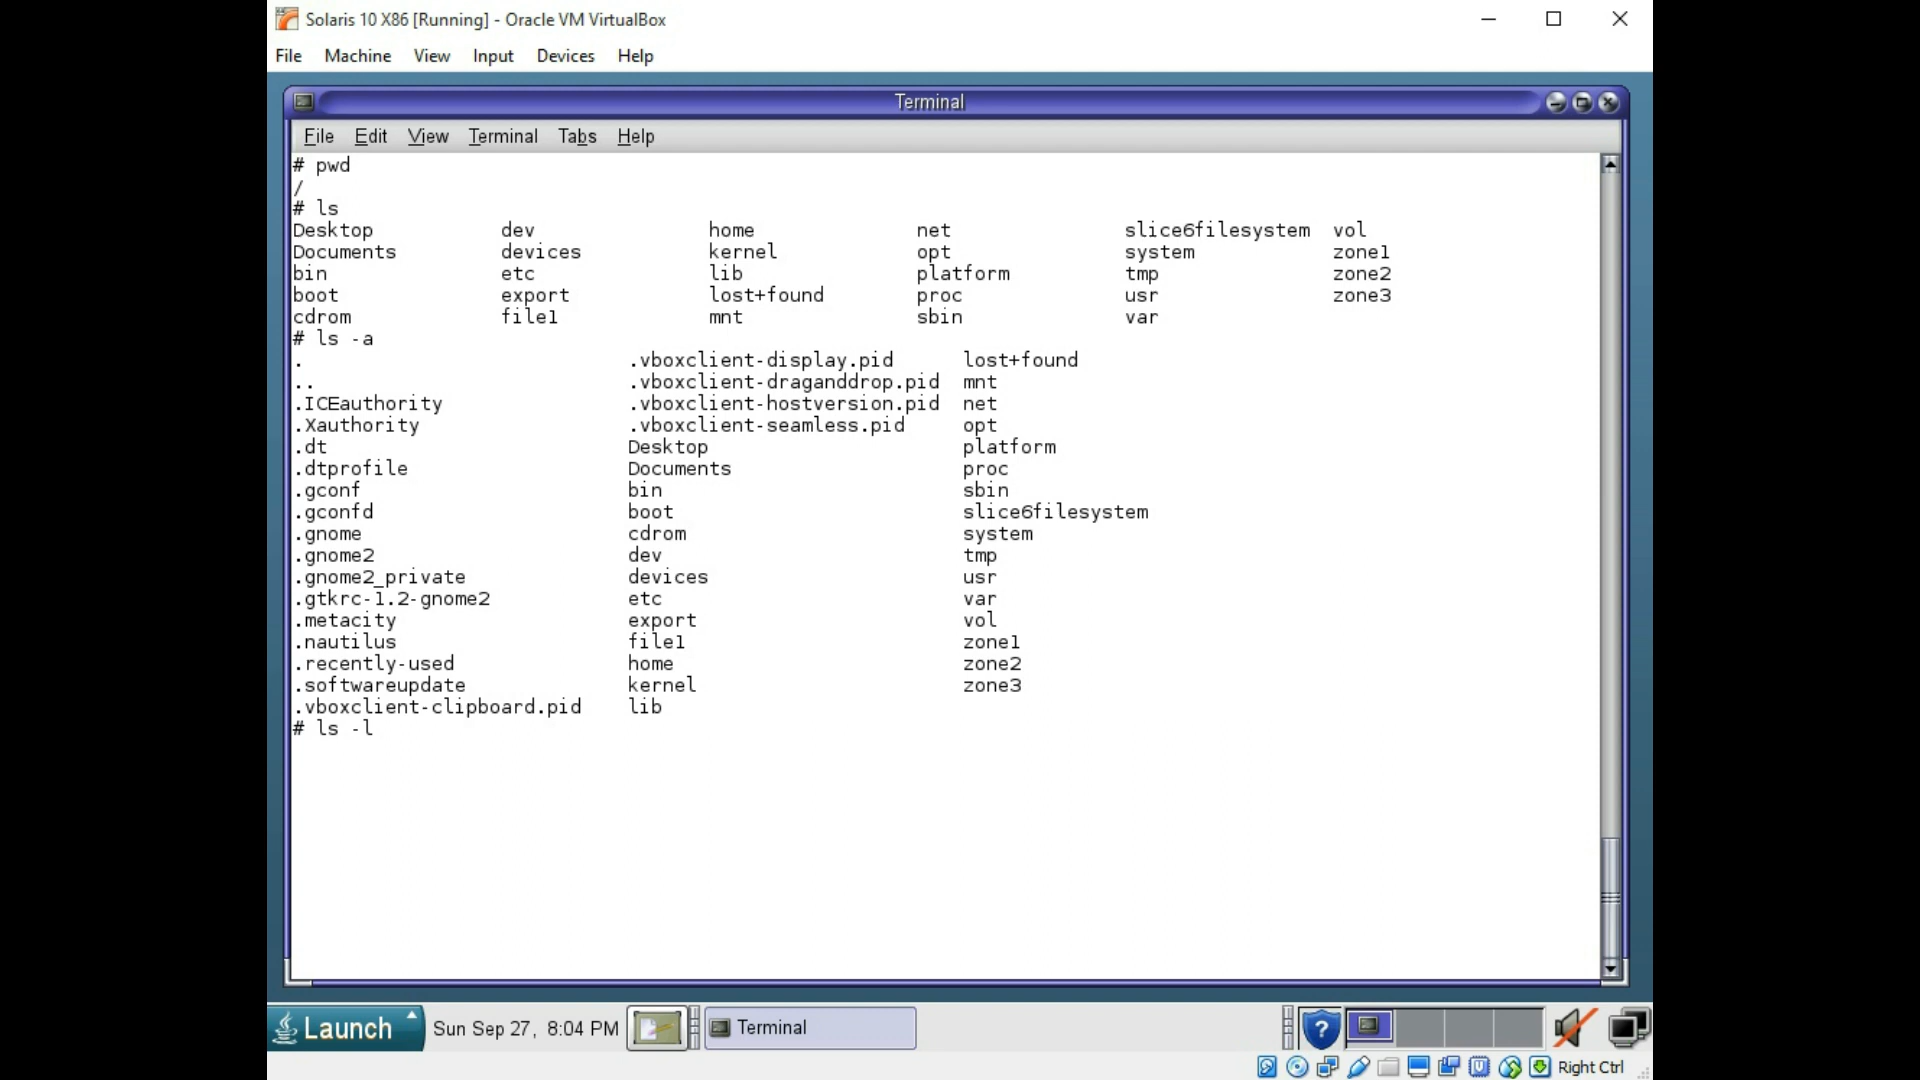 Solaris 10 X86 [Running] - Oracle VM VirtualBox
File Machine View Input Devices Help
Terminal
File Edit View Terminal Tabs Help
# pwd
/
# ls
Desktop dev home net slice6filesystem vol
Documents devices kernel opt system zone1
bin etc lib platform tmp zone2
boot export lost+found proc usr zone3
cdrom file1 mnt sbin var
# ls -a
. .vboxclient-display.pid lost+found
.. .vboxclient-draganddrop.pid mnt
.ICEauthority .vboxclient-hostversion.pid net
.Xauthority .vboxclient-seamless.pid opt
.dt Desktop platform
.dtprofile Documents proc
.gconf bin sbin
.gconfd boot slice6filesystem
.gnome cdrom system
.gnome2 dev tmp
.gnome2_private devices usr
.gtkrc-1.2-gnome2 etc var
.metacity export vol
.nautilus file1 zone1
.recently-used home zone2
.softwareupdate kernel zone3
.vboxclient-clipboard.pid lib
# ls -l
Launch Sun Sep 27, 8:04 PM Terminal ?
Right Ctrl